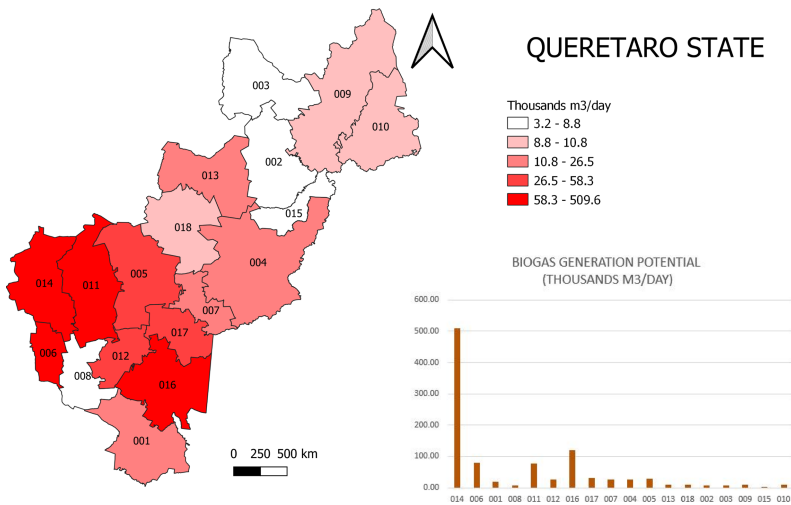 QUERETARO STATE
003
009
010
002
013
015
018
004
005
014
011
007
017
006
012
008
016
001
0 250 500 km
Thousands m3/day
3.2 - 8.8
8.8 - 10.8
10.8 - 26.5
26.5 - 58.3
58.3 - 509.6
BIOGAS GENERATION POTENTIAL
(THOUSANDS M3/DAY)
600.00
500.00
400.00
300.00
200.00
100.00
0.00
014 006 001 008 011 012 016 017 007 004 005 013 018 002 003 009 015 010